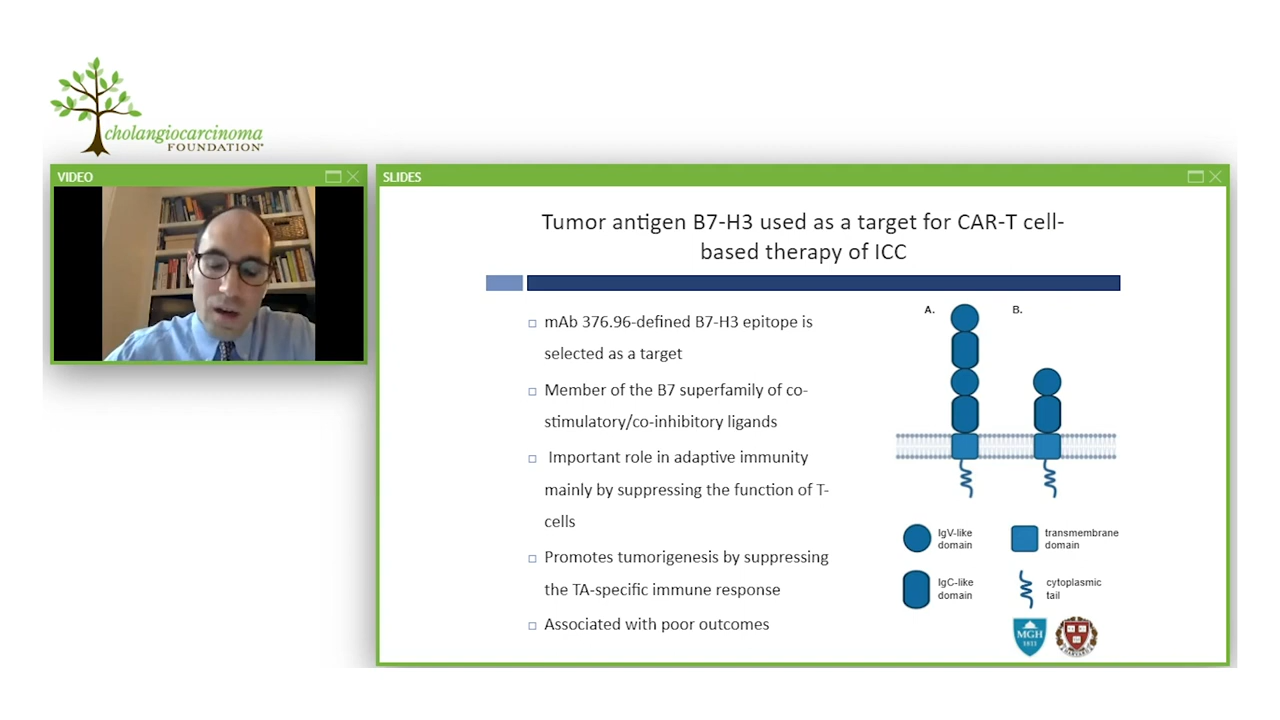 cholangiocarcinoma
FOUNDATION®
VIDEO
SLIDES
Tumor antigen B7-H3 used as a target for CAR-T cell-
based therapy of ICC
mAb 376.96-defined B7-H3 epitope is
selected as a target
Member of the B7 superfamily of co-
stimulatory/co-inhibitory ligands
Important role in adaptive immunity
mainly by suppressing the function of T-
cells
Promotes tumorigenesis by suppressing
the TA-specific immune response
Associated with poor outcomes
A.
B.
IgV-like
domain
transmembrane
domain
IgC-like
domain
cytoplasmic
tail
MGH
1811